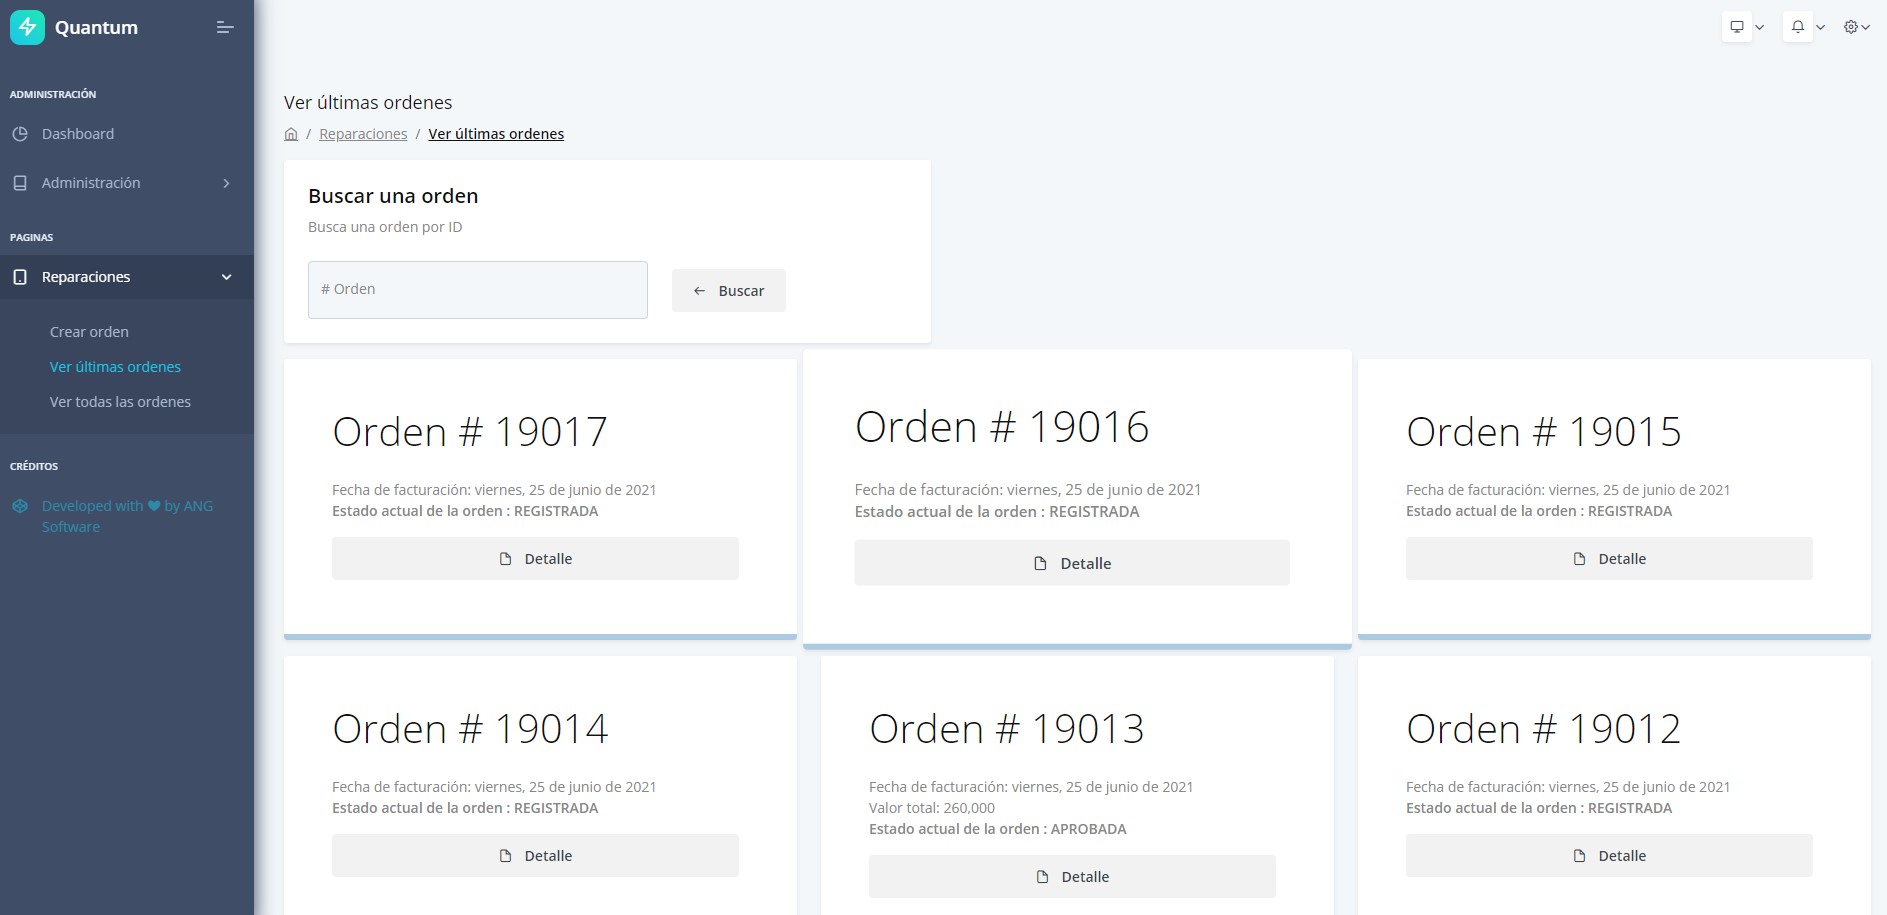 Quantum
ADMINISTRACIÓN
Dashboard
Administración
PAGINAS
Reparaciones
Crear orden
Ver últimas ordenes
Ver todas las ordenes
CRÉDITOS
Developed with ♥ by ANG
Software
Ver últimas ordenes
/ Reparaciones / Ver últimas ordenes
Buscar una orden
Busca una orden por ID
# Orden
← Buscar
Orden # 19017
Fecha de facturación: viernes, 25 de junio de 2021
Estado actual de la orden : REGISTRADA
Detalle
Orden # 19016
Fecha de facturación: viernes, 25 de junio de 2021
Estado actual de la orden : REGISTRADA
Detalle
Orden # 19015
Fecha de facturación: viernes, 25 de junio de 2021
Estado actual de la orden : REGISTRADA
Detalle
Orden # 19014
Fecha de facturación: viernes, 25 de junio de 2021
Estado actual de la orden : REGISTRADA
Detalle
Orden # 19013
Fecha de facturación: viernes, 25 de junio de 2021
Valor total: 260,000
Estado actual de la orden : APROBADA
Detalle
Orden # 19012
Fecha de facturación: viernes, 25 de junio de 2021
Estado actual de la orden : REGISTRADA
Detalle